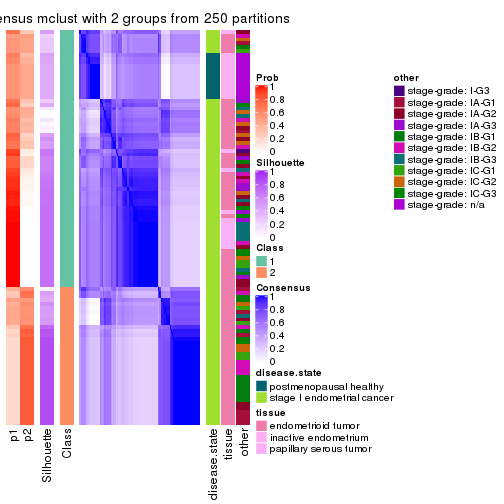 ensus mclust with 2 groups from 250 partitions
Prob
1
0.8
0.6
0.4
0.2
0
Silhouette
1
0.8
0.6
0.4
0.2
0
Class
1
2
Consensus
1
0.8
0.6
0.4
0.2
0
disease.state
postmenopausal healthy
stage I endometrial cancer
tissue
endometrioid tumor
inactive endometrium
papillary serous tumor
other
stage-grade: I-G3
stage-grade: IA-G1
stage-grade: IA-G2
stage-grade: IA-G3
stage-grade: IB-G1
stage-grade: IB-G2
stage-grade: IB-G3
stage-grade: IC-G1
stage-grade: IC-G2
stage-grade: IC-G3
stage-grade: n/a
p1
p2
Silhouette
Class
disease.state
tissue
other